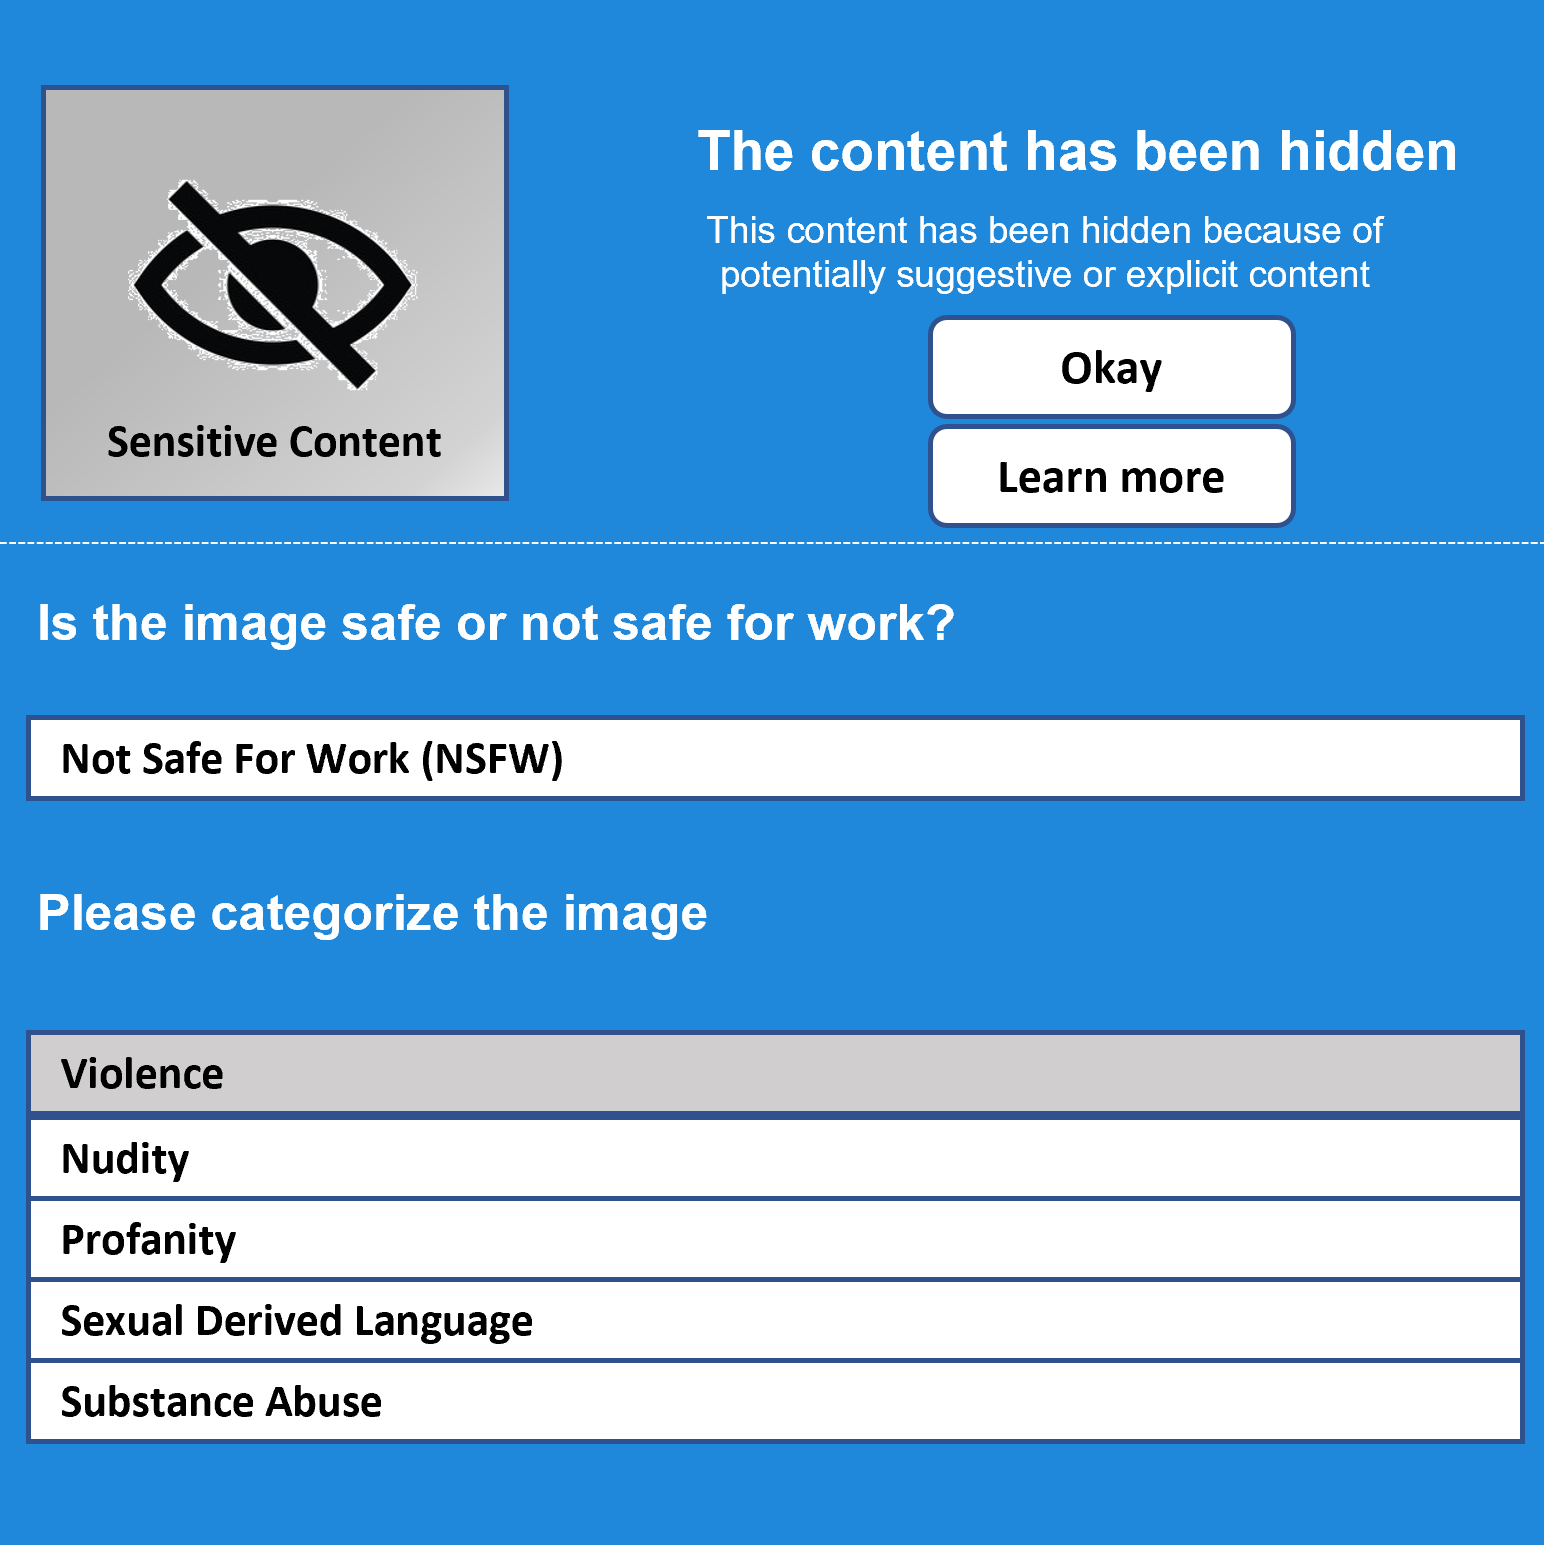 Sensitive Content
The content has been hidden
This content has been hidden because of
potentially suggestive or explicit content
Okay
Learn more
Is the image safe or not safe for work?
Not Safe For Work (NSFW)
Please categorize the image
Violence
Nudity
Profanity
Sexual Derived Language
Substance Abuse